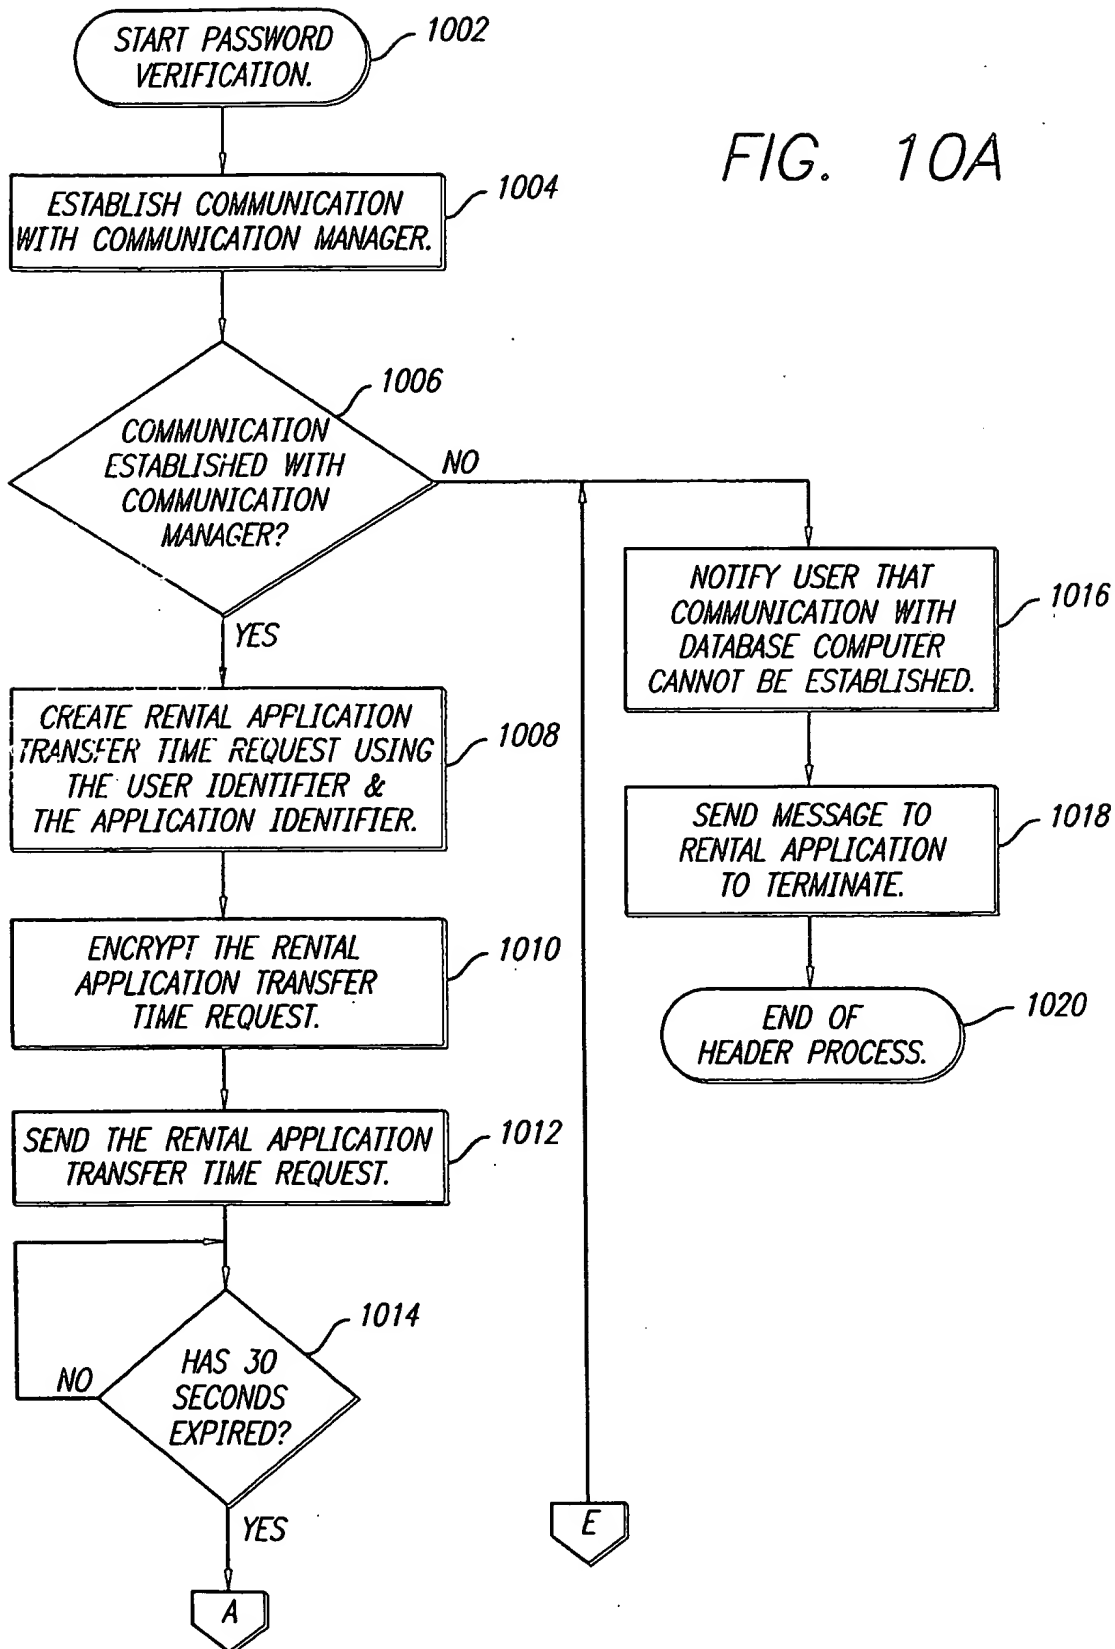 START PASSWORD
VERIFICATION.
1002
FIG. 10A
ESTABLISH COMMUNICATION
WITH COMMUNICATION MANAGER.
1004
COMMUNICATION
ESTABLISHED WITH
COMMUNICATION
MANAGER?
1006
NO
YES
NOTIFY USER THAT
COMMUNICATION WITH
DATABASE COMPUTER
CANNOT BE ESTABLISHED.
1016
CREATE RENTAL APPLICATION
TRANSFER TIME REQUEST USING
THE USER IDENTIFIER &
THE APPLICATION IDENTIFIER.
1008
SEND MESSAGE TO
RENTAL APPLICATION
TO TERMINATE.
1018
ENCRYPT THE RENTAL
APPLICATION TRANSFER
TIME REQUEST.
1010
END OF
HEADER PROCESS.
1020
SEND THE RENTAL APPLICATION
TRANSFER TIME REQUEST.
1012
HAS 30
SECONDS
EXPIRED?
1014
NO
YES
E
A